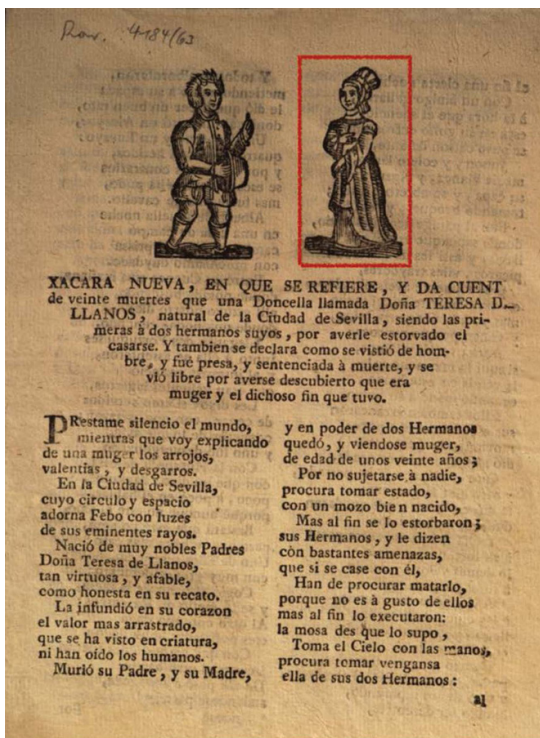 Rar. 4184/63
XACARA NUEVA, EN QUE SE REFIERE, Y DA CUENT
de veinte muertes que una Doncella llamada Doña TERESA D
LLANOS, natural de la Ciudad de Sevilla, siendo las pri-
meras à dos hermanos suyos, por averle estorvado el
casarse. Y tambien se declara como se vistió de hom-
bre, y fué presa, y sentenciada à muerte, y se
vió libre por averse descubierto que era
muger y el dichoso fin que tuvo.
PRestame silencio el mundo,
mientras que voy explicando
de una muger los arrojos,
valentias, y desgarros.
En la Ciudad de Sevilla,
cuyo circulo y espacio
adorna Febo con luzes
de sus eminentes rayos.
Nació de muy nobles Padres
Doña Teresa de Llanos,
tan virtuosa, y afable,
como honesta en su recato.
La infundió en su corazon
el valor mas arrastrado,
que se ha visto en criatura,
ni han oído los humanos.
Murió su Padre, y su Madre,
y en poder de dos Hermanos
quedó, y viendose muger,
de edad de unos veinte años;
Por no sujetarse à nadie,
procura tomar estado,
con un mozo bien nacido,
Mas al fin se lo estorbaron;
sus Hermanos, y le dizen
còn bastantes amenazas,
que si se case con él,
Han de procurar matarlo,
porque no es à gusto de ellos
mas al fin lo executaron:
la mosa des que lo supo,
Toma el Cielo con las manos,
procura tomar vengansa
ella de sus dos Hermanos:
al